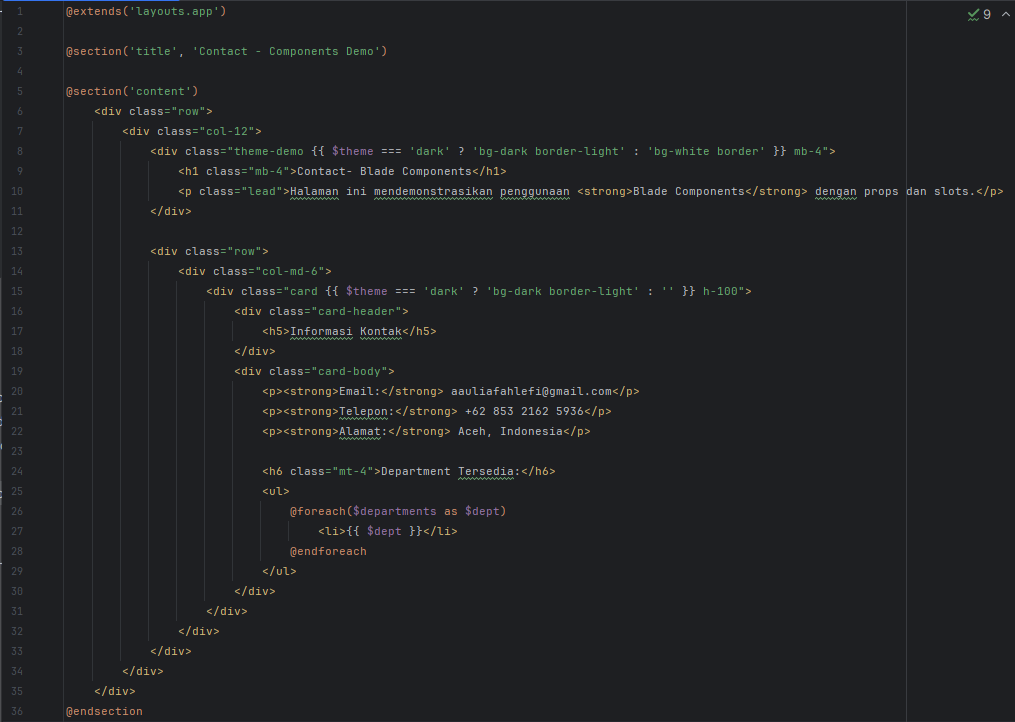 9
1 @extends('layouts.app')
2
3 @section('title', 'Contact - Components Demo')
4
5 @section('content')
6 <div class="row">
7 <div class="col-12">
8 <div class="theme-demo {{ $theme === 'dark' ? 'bg-dark border-light' : 'bg-white border' }} mb-4">
9 <h1 class="mb-4">Contact- Blade Components</h1>
10 <p class="lead">Halaman ini mendemonstrasikan penggunaan <strong>Blade Components</strong> dengan props dan slots.</p>
11 </div>
12
13 <div class="row">
14 <div class="col-md-6">
15 <div class="card {{ $theme === 'dark' ? 'bg-dark border-light' : '' }} h-100">
16 <div class="card-header">
17 <h5>Informasi Kontak</h5>
18 </div>
19 <div class="card-body">
20 <p><strong>Email:</strong> aauliafahlefi@gmail.com</p>
21 <p><strong>Telepon:</strong> +62 853 2162 5936</p>
22 <p><strong>Alamat:</strong> Aceh, Indonesia</p>
23
24 <h6 class="mt-4">Department Tersedia:</h6>
25 <ul>
26 @foreach($departments as $dept)
27 <li>{{ $dept }}</li>
28 @endforeach
29 </ul>
30 </div>
31 </div>
32 </div>
33 </div>
34 </div>
35 </div>
36 @endsection